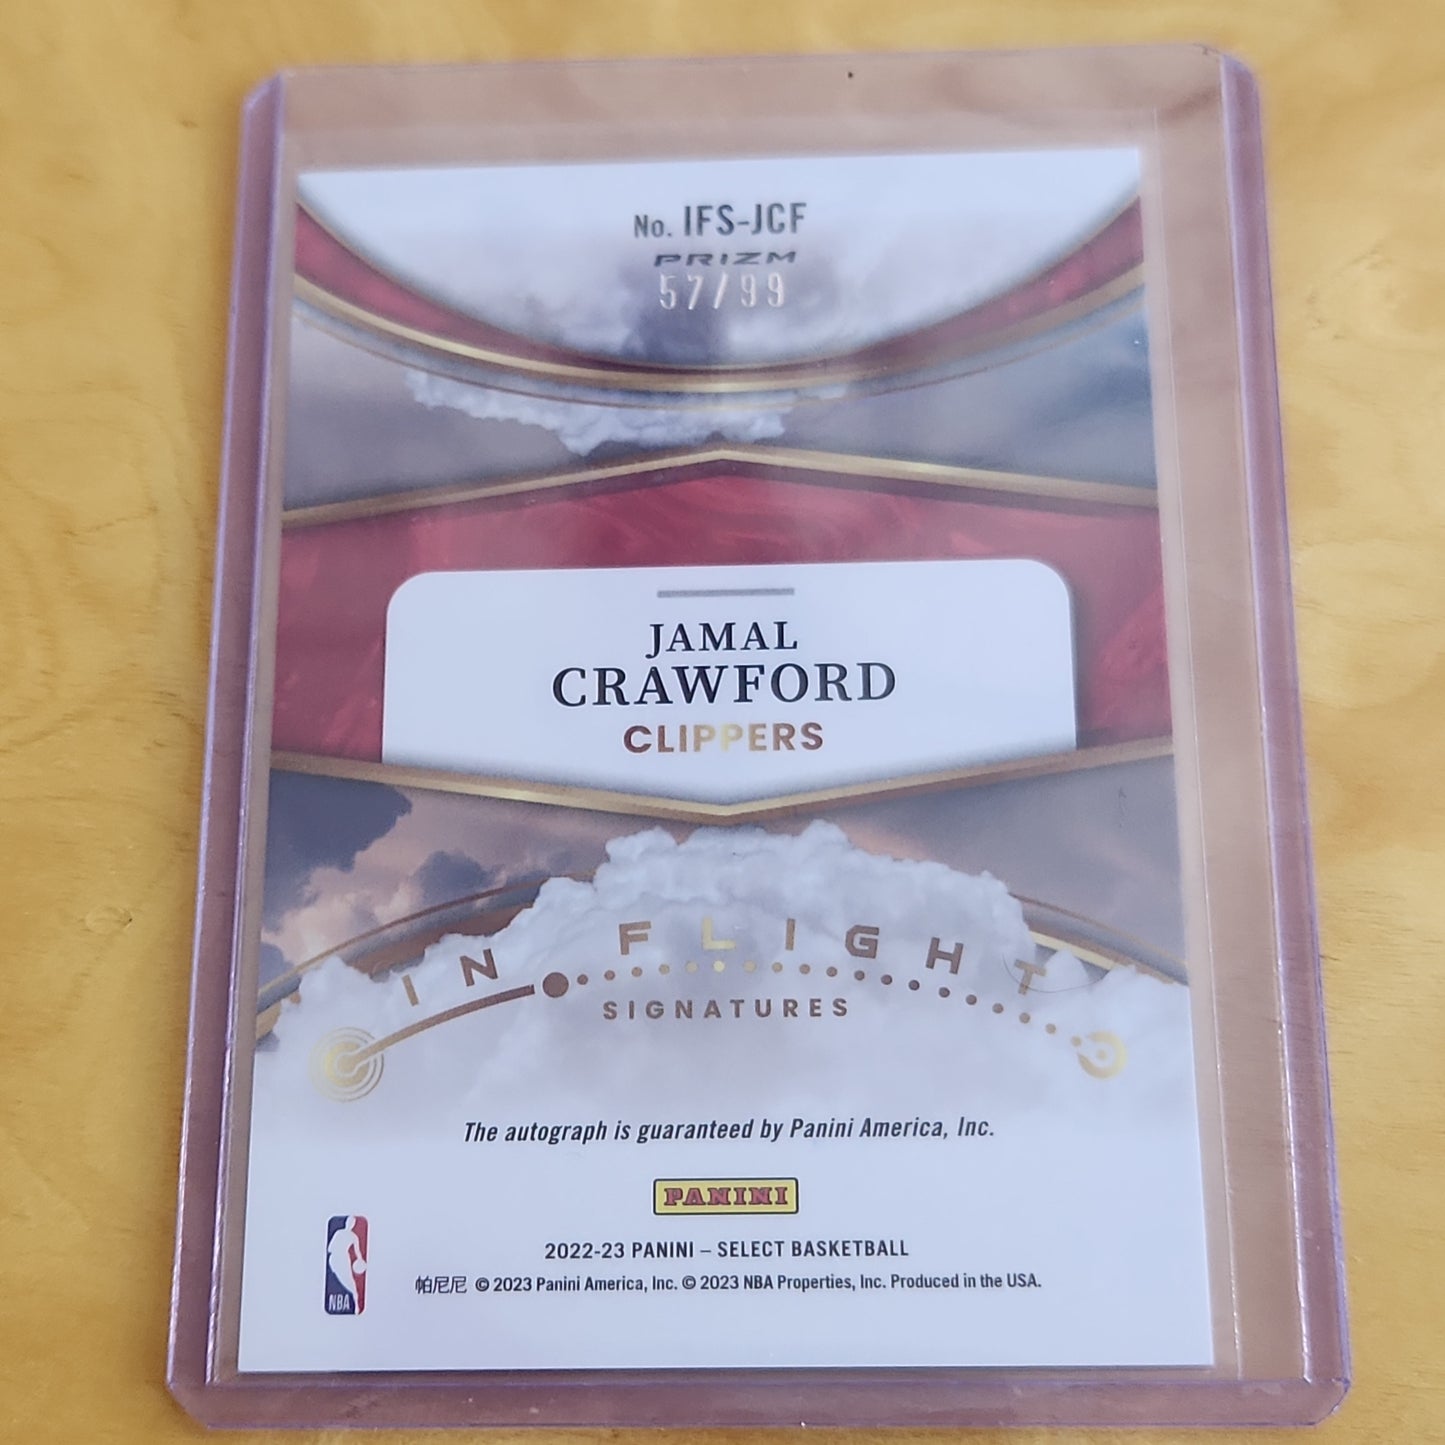 No. IFS-JCF
PRIZM
57/99
JAMAL
CRAWFORD
CLIPPERS
IN FLIGHT
SIGNATURES
The autograph is guaranteed by Panini America, Inc.
PANINI
2022-23 PANINI – SELECT BASKETBALL
帕尼尼 © 2023 Panini America, Inc. © 2023 NBA Properties, Inc. Produced in the USA.
NBA